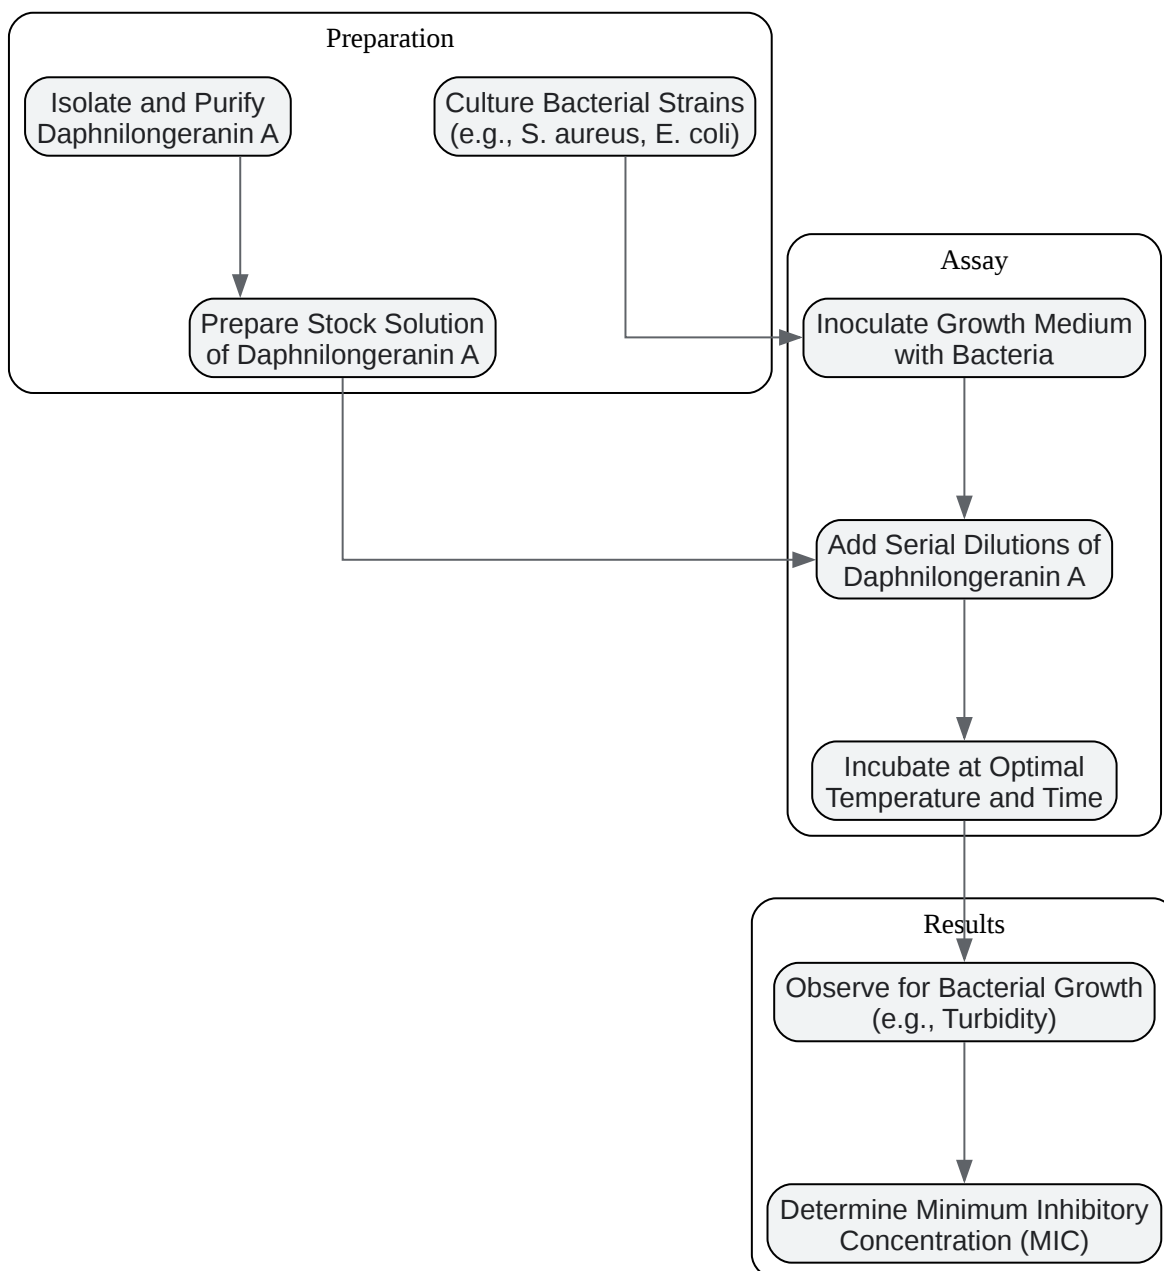 Preparation
Isolate and Purify
Daphnilongeranin A
Culture Bacterial Strains
(e.g., S. aureus, E. coli)
Prepare Stock Solution
of Daphnilongeranin A
Assay
Inoculate Growth Medium
with Bacteria
Add Serial Dilutions of
Daphnilongeranin A
Incubate at Optimal
Temperature and Time
Results
Observe for Bacterial Growth
(e.g., Turbidity)
Determine Minimum Inhibitory
Concentration (MIC)